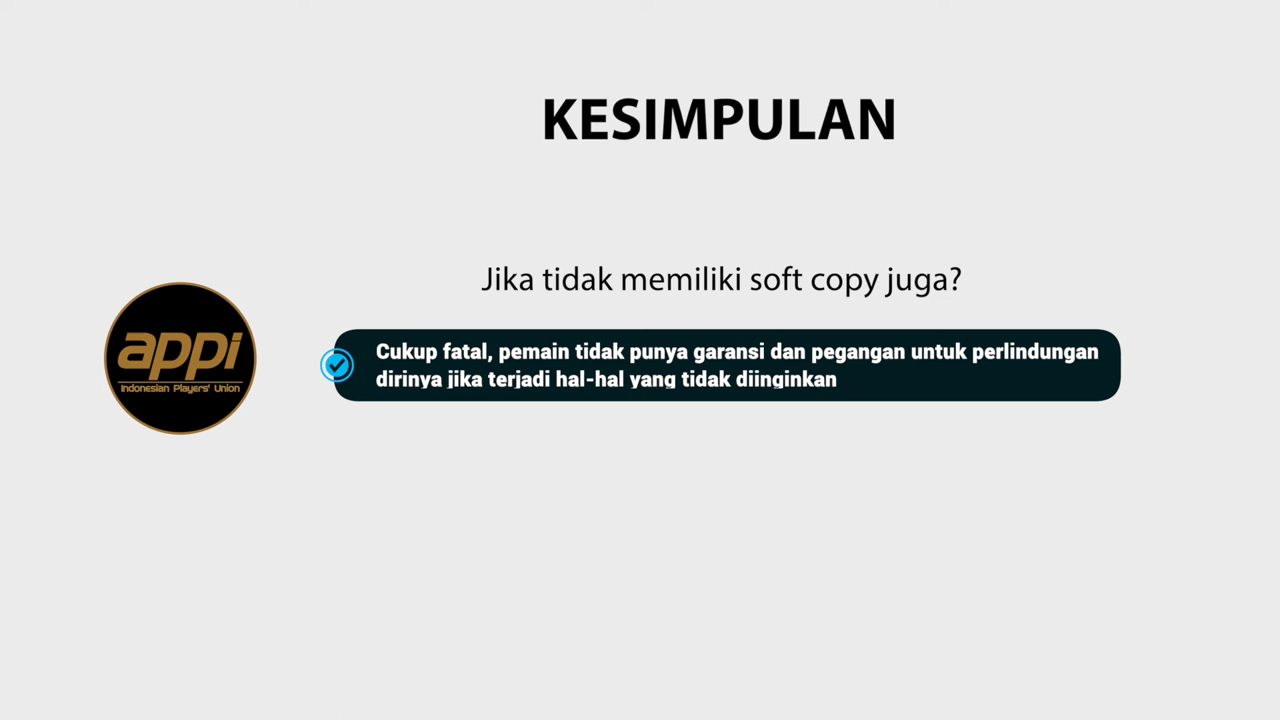 KESIMPULAN
Jika tidak memiliki soft copy juga?
appi
Indonesian Players' Union
Cukup fatal, pemain tidak punya garansi dan pegangan untuk perlindungan
dirinya jika terjadi hal-hal yang tidak diinginkan